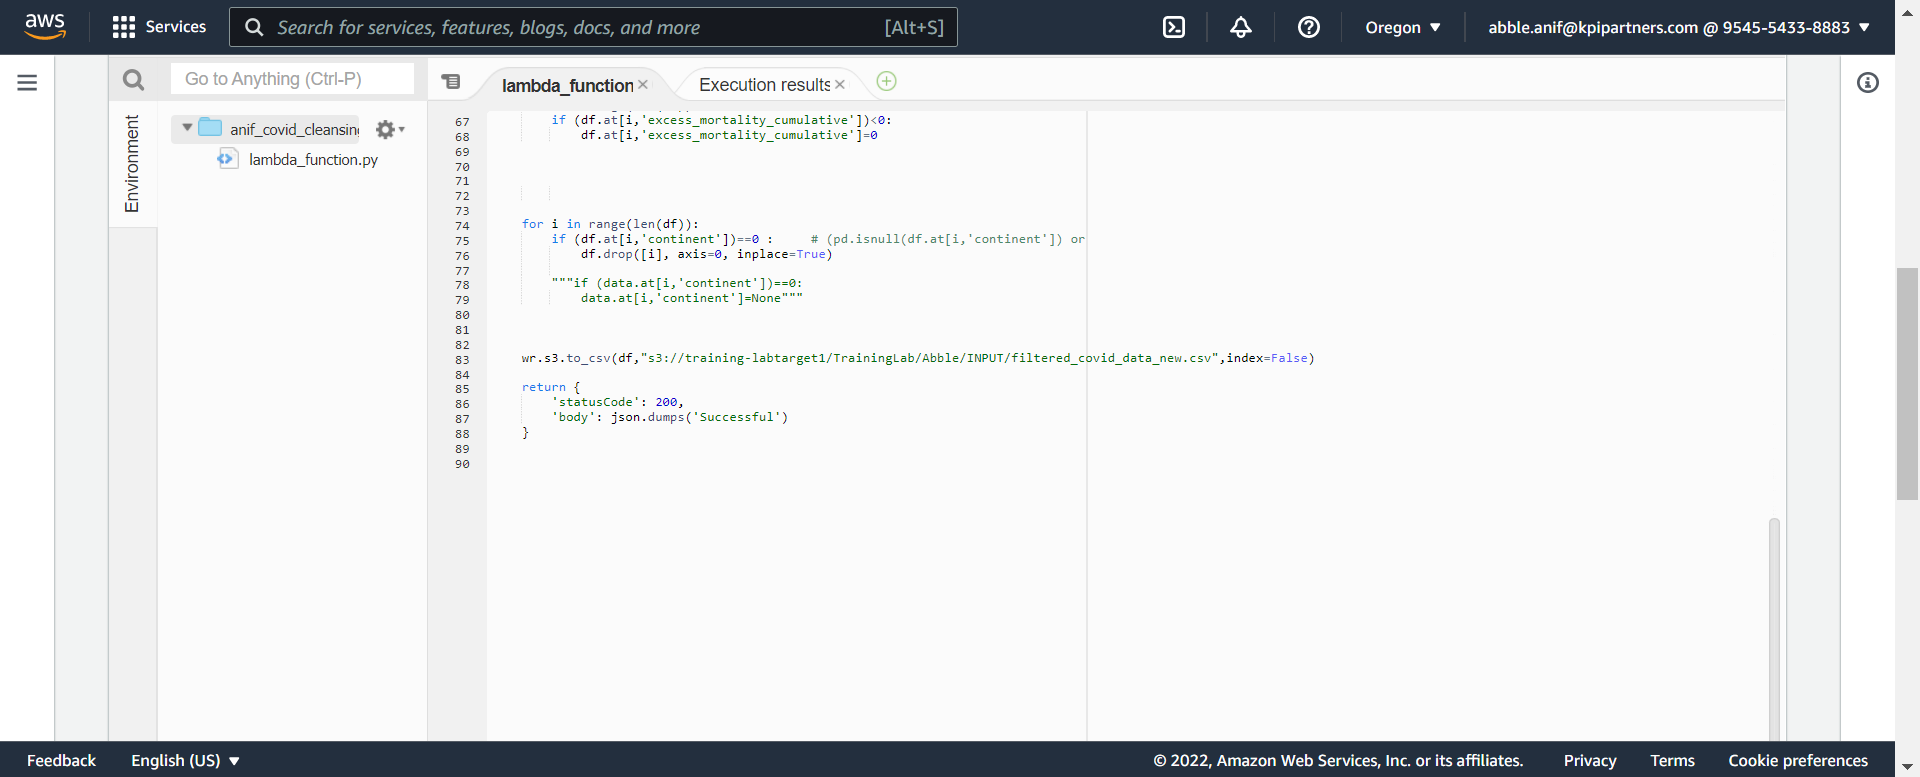 aws
Services
Search for services, features, blogs, docs, and more
[Alt+S]
Oregon
abble.anif@kpipartners.com @ 9545-5433-8883
Go to Anything (Ctrl-P)
lambda_function
Execution results
Environment
anif_covid_cleansing
lambda_function.py
67 if (df.at[i,'excess_mortality_cumulative'])<0:
68 df.at[i,'excess_mortality_cumulative']=0
69
70
71
72
73
74 for i in range(len(df)):
75 if (df.at[i,'continent'])==0 : # (pd.isnull(df.at[i,'continent']) or
76 df.drop([i], axis=0, inplace=True)
77
78 """if (data.at[i,'continent'])==0:
79 data.at[i,'continent']=None"""
80
81
82
83 wr.s3.to_csv(df,"s3://training-labtarget1/TrainingLab/Abble/INPUT/filtered_covid_data_new.csv",index=False)
84
85 return {
86 'statusCode': 200,
87 'body': json.dumps('Successful')
88 }
89
90
Feedback
English (US)
© 2022, Amazon Web Services, Inc. or its affiliates.
Privacy
Terms
Cookie preferences